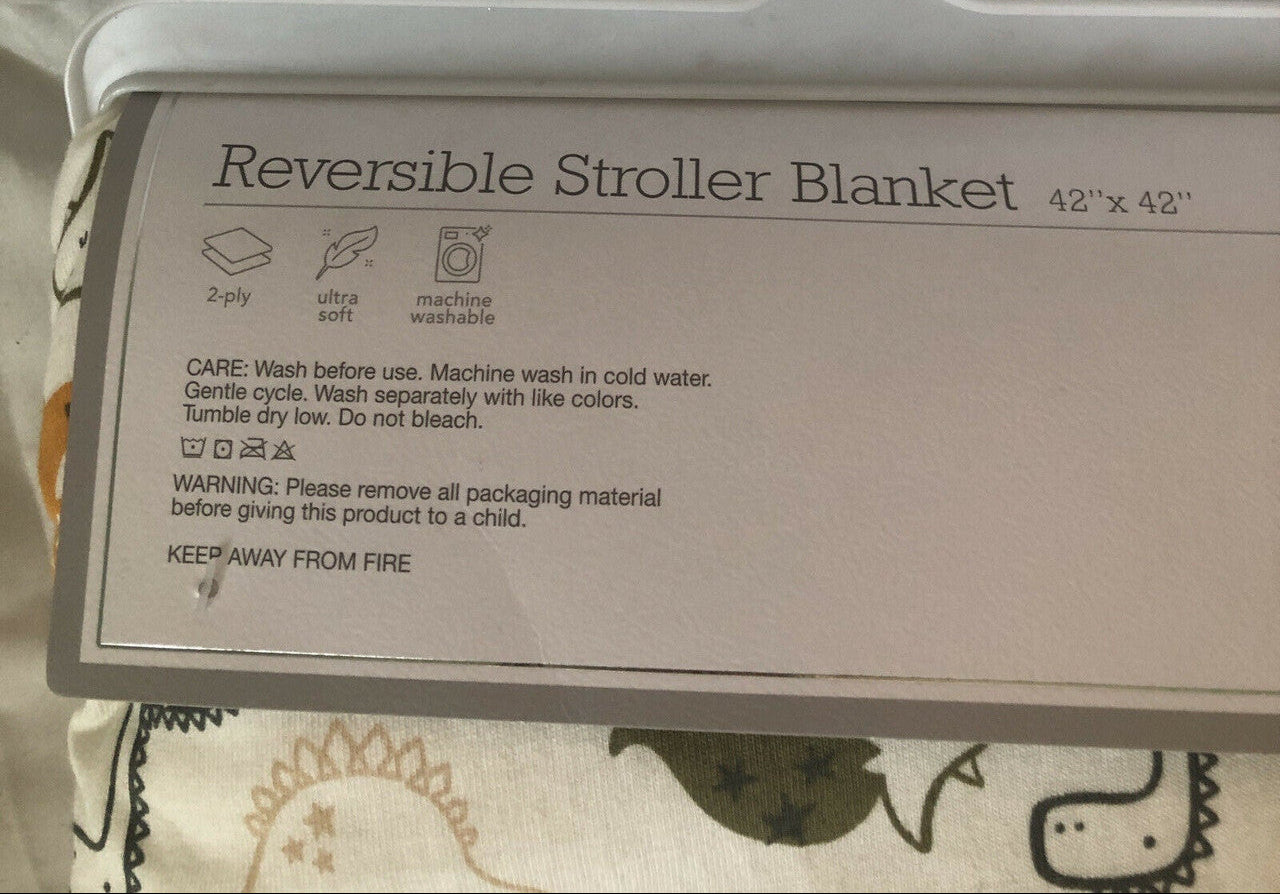 Reversible Stroller Blanket 42"x 42"
2-ply
ultra
soft
machine
washable
CARE: Wash before use. Machine wash in cold water.
Gentle cycle. Wash separately with like colors.
Tumble dry low. Do not bleach.
WARNING: Please remove all packaging material
before giving this product to a child.
KEEP AWAY FROM FIRE